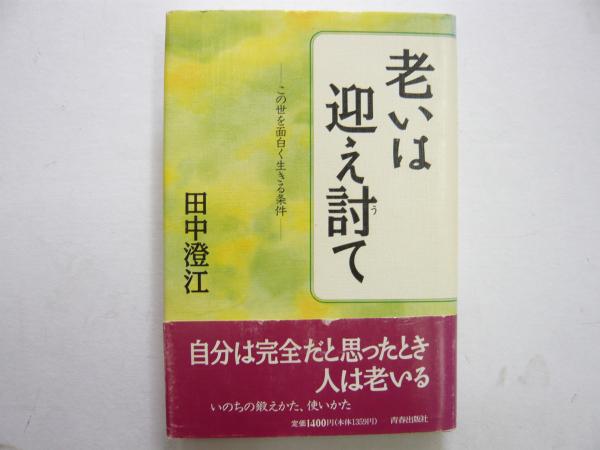 老いは
迎え討て
う
──この世を面白く生きる条件──
田中澄江
自分は完全だと思ったとき
人は老いる
いのちの鍛えかた、使いかた
定価1400円(本体1359円) 青春出版社